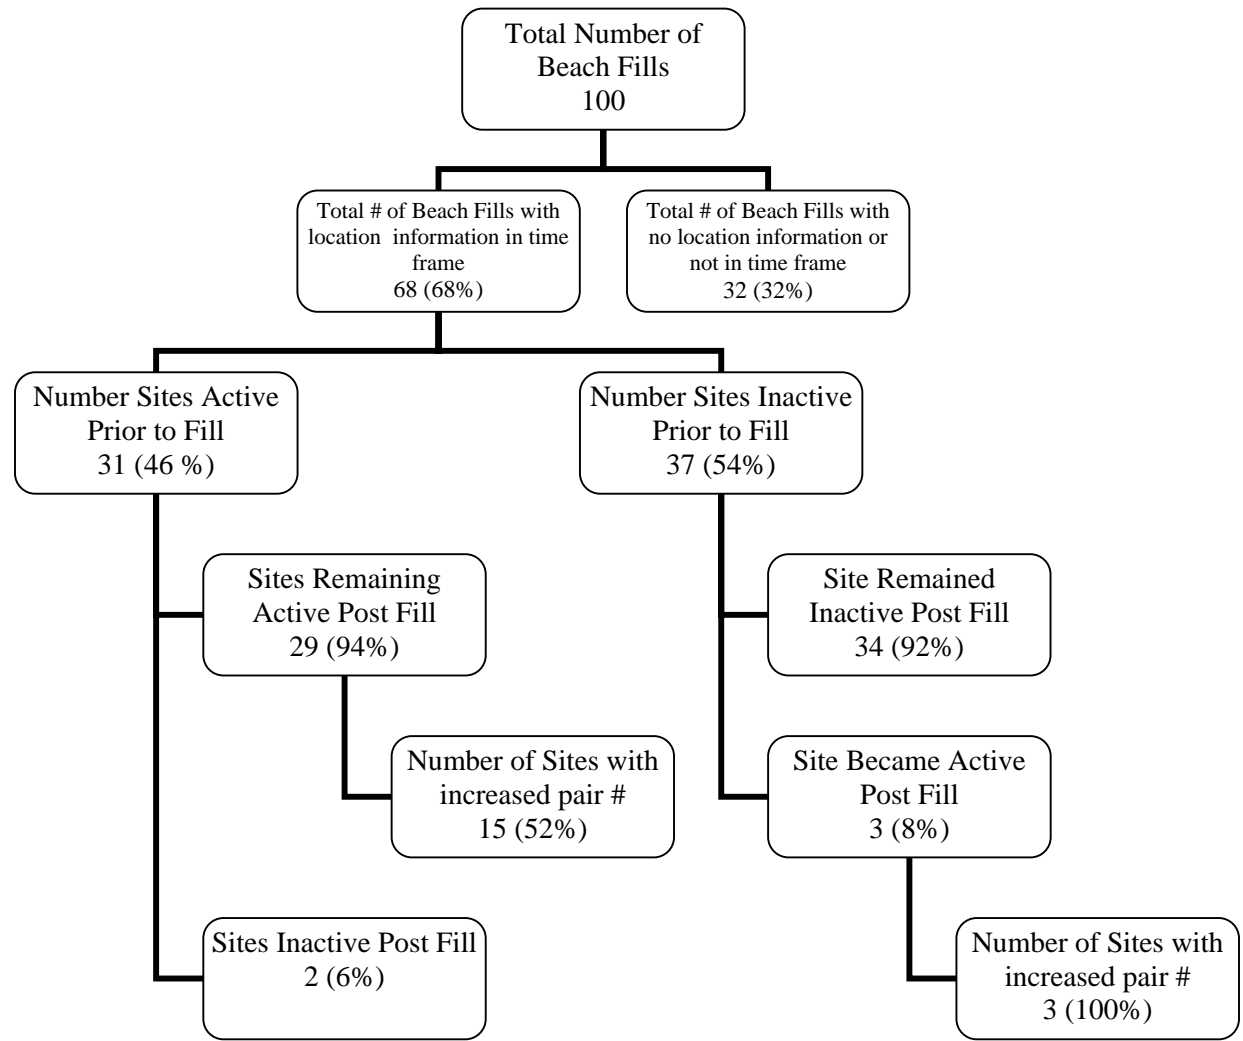 Total Number of
Beach Fills
100
Total # of Beach Fills with
location information in time
frame
68 (68%)
Total # of Beach Fills with
no location information or
not in time frame
32 (32%)
Number Sites Active
Prior to Fill
31 (46 %)
Number Sites Inactive
Prior to Fill
37 (54%)
Sites Remaining
Active Post Fill
29 (94%)
Site Remained
Inactive Post Fill
34 (92%)
Number of Sites with
increased pair #
15 (52%)
Site Became Active
Post Fill
3 (8%)
Sites Inactive Post Fill
2 (6%)
Number of Sites with
increased pair #
3 (100%)